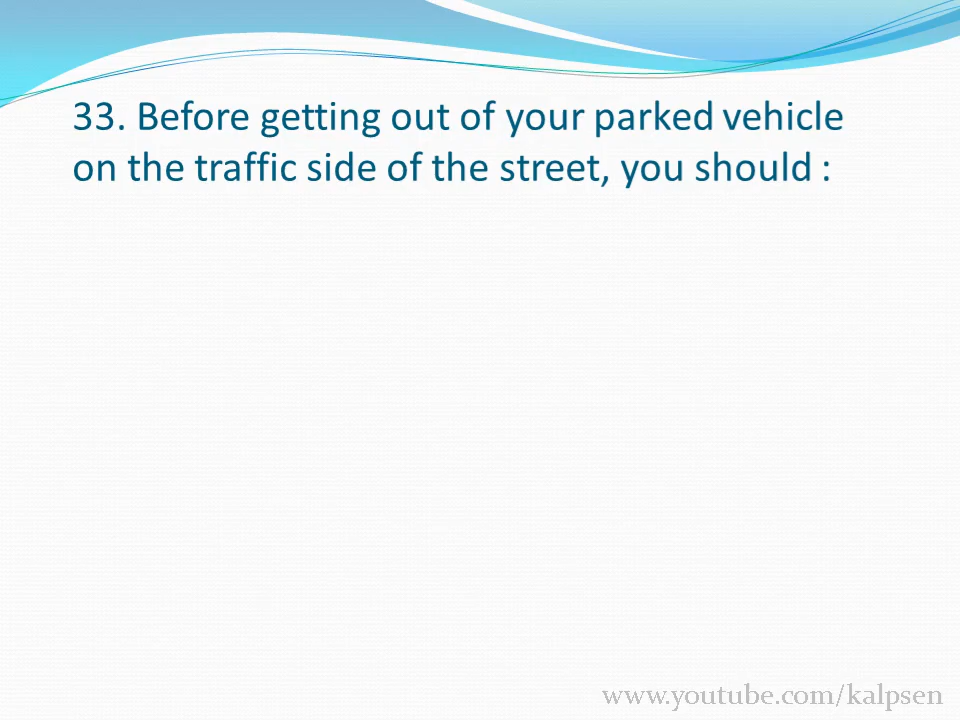 33. Before getting out of your parked vehicle
on the traffic side of the street, you should :
www.youtube.com/kalpsen